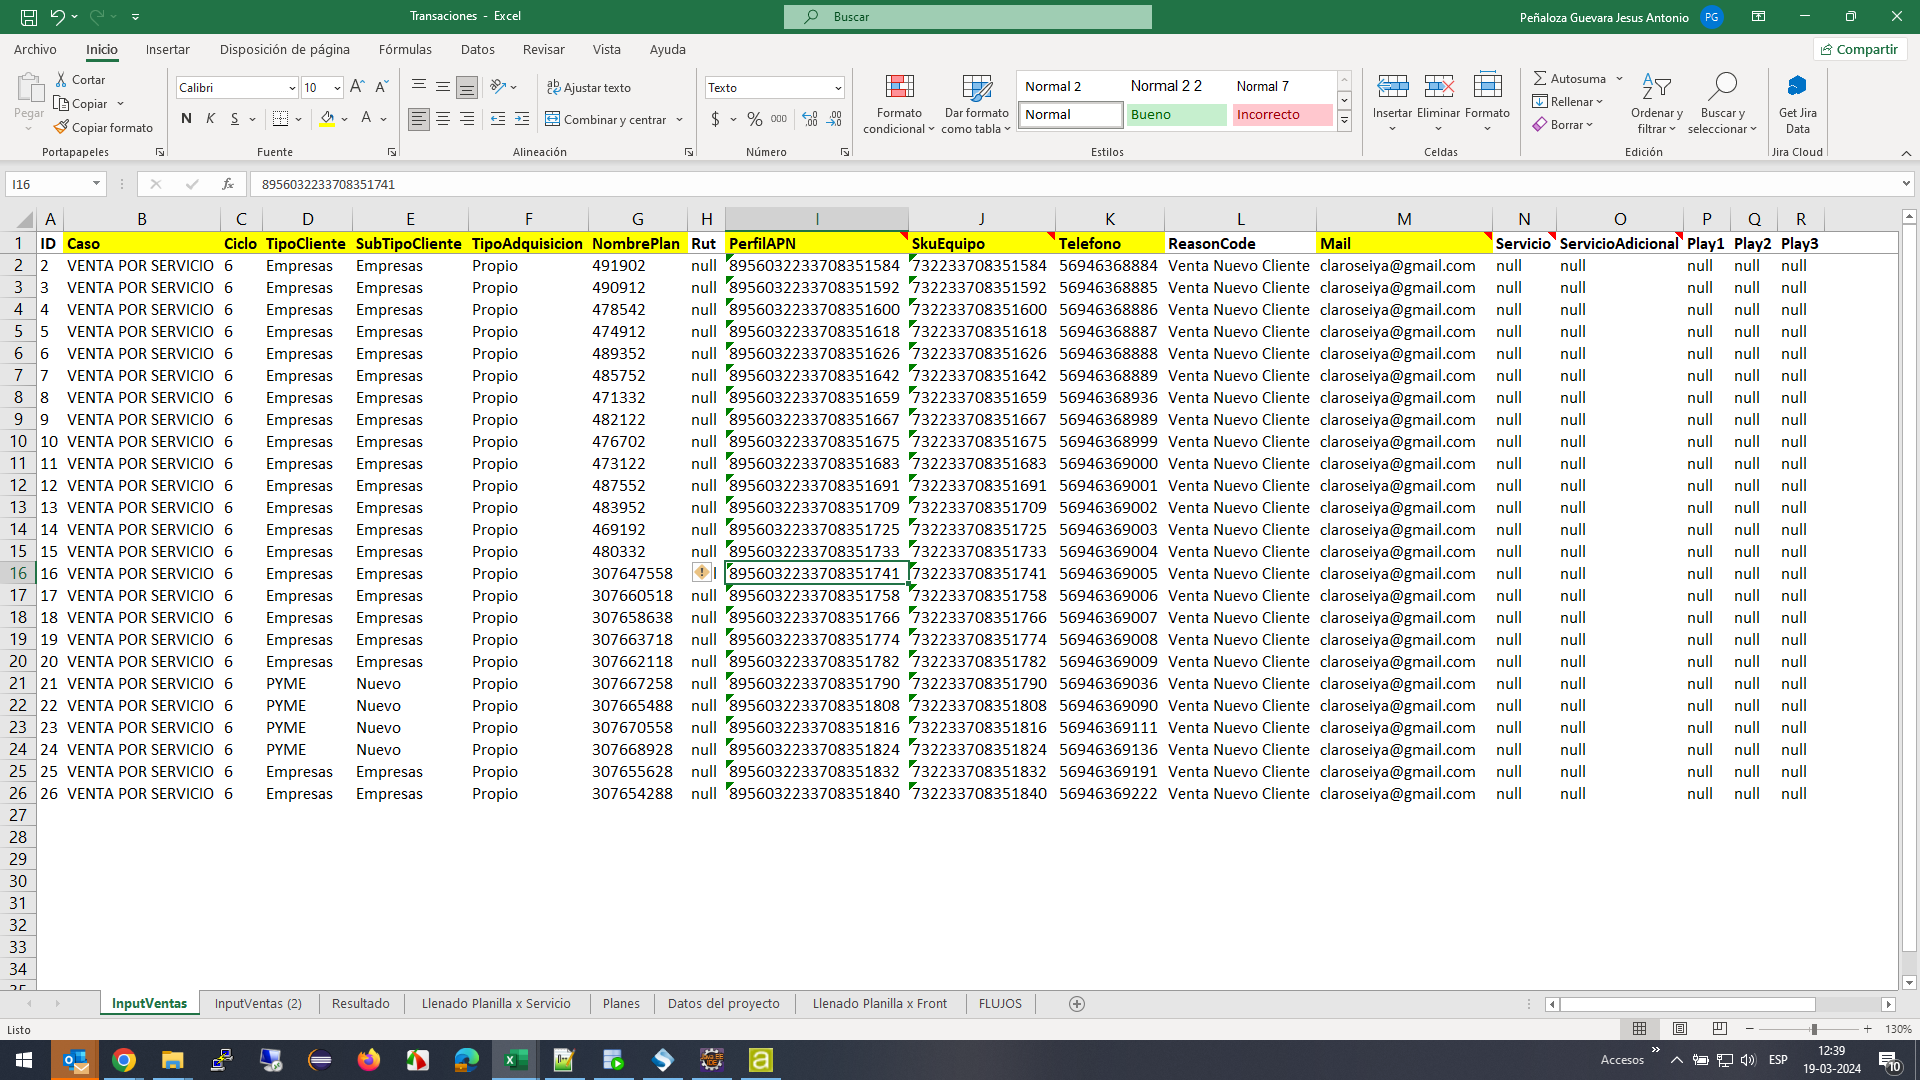 Transaciones - Excel
Buscar
Peñaloza Guevara Jesus Antonio PG
Archivo Inicio Insertar Disposición de página Fórmulas Datos Revisar Vista Ayuda Compartir
Pegar Cortar Copiar Copiar formato Portapapeles
Calibri 10 N K S A Fuente
Ajustar texto Combinar y centrar Alineación
Texto $ % 000 Número
Formato condicional Dar formato como tabla
Normal 2 Normal 2 2 Normal 7
Normal Bueno Incorrecto
Estilos
Insertar Eliminar Formato Celdas
Autosuma Rellenar Borrar Ordenar y filtrar Buscar y seleccionar Edición
Get Jira Data Jira Cloud
I16 fx 8956032233708351741
A B C D E F G H I J K L M N O P Q R
1 ID Caso Ciclo TipoCliente SubTipoCliente TipoAdquisicion NombrePlan Rut PerfilAPN SkuEquipo Telefono ReasonCode Mail Servicio ServicioAdicional Play1 Play2 Play3
2 2 VENTA POR SERVICIO 6 Empresas Empresas Propio 491902 null 8956032233708351584 732233708351584 56946368884 Venta Nuevo Cliente claroseiya@gmail.com null null null null null
3 3 VENTA POR SERVICIO 6 Empresas Empresas Propio 490912 null 8956032233708351592 732233708351592 56946368885 Venta Nuevo Cliente claroseiya@gmail.com null null null null null
4 4 VENTA POR SERVICIO 6 Empresas Empresas Propio 478542 null 8956032233708351600 732233708351600 56946368886 Venta Nuevo Cliente claroseiya@gmail.com null null null null null
5 5 VENTA POR SERVICIO 6 Empresas Empresas Propio 474912 null 8956032233708351618 732233708351618 56946368887 Venta Nuevo Cliente claroseiya@gmail.com null null null null null
6 6 VENTA POR SERVICIO 6 Empresas Empresas Propio 489352 null 8956032233708351626 732233708351626 56946368888 Venta Nuevo Cliente claroseiya@gmail.com null null null null null
7 7 VENTA POR SERVICIO 6 Empresas Empresas Propio 485752 null 8956032233708351642 732233708351642 56946368889 Venta Nuevo Cliente claroseiya@gmail.com null null null null null
8 8 VENTA POR SERVICIO 6 Empresas Empresas Propio 471332 null 8956032233708351659 732233708351659 56946368936 Venta Nuevo Cliente claroseiya@gmail.com null null null null null
9 9 VENTA POR SERVICIO 6 Empresas Empresas Propio 482122 null 8956032233708351667 732233708351667 56946368989 Venta Nuevo Cliente claroseiya@gmail.com null null null null null
10 10 VENTA POR SERVICIO 6 Empresas Empresas Propio 476702 null 8956032233708351675 732233708351675 56946368999 Venta Nuevo Cliente claroseiya@gmail.com null null null null null
11 11 VENTA POR SERVICIO 6 Empresas Empresas Propio 473122 null 8956032233708351683 732233708351683 56946369000 Venta Nuevo Cliente claroseiya@gmail.com null null null null null
12 12 VENTA POR SERVICIO 6 Empresas Empresas Propio 487552 null 8956032233708351691 732233708351691 56946369001 Venta Nuevo Cliente claroseiya@gmail.com null null null null null
13 13 VENTA POR SERVICIO 6 Empresas Empresas Propio 483952 null 8956032233708351709 732233708351709 56946369002 Venta Nuevo Cliente claroseiya@gmail.com null null null null null
14 14 VENTA POR SERVICIO 6 Empresas Empresas Propio 469192 null 8956032233708351725 732233708351725 56946369003 Venta Nuevo Cliente claroseiya@gmail.com null null null null null
15 15 VENTA POR SERVICIO 6 Empresas Empresas Propio 480332 null 8956032233708351733 732233708351733 56946369004 Venta Nuevo Cliente claroseiya@gmail.com null null null null null
16 16 VENTA POR SERVICIO 6 Empresas Empresas Propio 307647558 8956032233708351741 732233708351741 56946369005 Venta Nuevo Cliente claroseiya@gmail.com null null null null null
17 17 VENTA POR SERVICIO 6 Empresas Empresas Propio 307660518 null 8956032233708351758 732233708351758 56946369006 Venta Nuevo Cliente claroseiya@gmail.com null null null null null
18 18 VENTA POR SERVICIO 6 Empresas Empresas Propio 307658638 null 8956032233708351766 732233708351766 56946369007 Venta Nuevo Cliente claroseiya@gmail.com null null null null null
19 19 VENTA POR SERVICIO 6 Empresas Empresas Propio 307663718 null 8956032233708351774 732233708351774 56946369008 Venta Nuevo Cliente claroseiya@gmail.com null null null null null
20 20 VENTA POR SERVICIO 6 Empresas Empresas Propio 307662118 null 8956032233708351782 732233708351782 56946369009 Venta Nuevo Cliente claroseiya@gmail.com null null null null null
21 21 VENTA POR SERVICIO 6 PYME Nuevo Propio 307667258 null 8956032233708351790 732233708351790 56946369036 Venta Nuevo Cliente claroseiya@gmail.com null null null null null
22 22 VENTA POR SERVICIO 6 PYME Nuevo Propio 307665488 null 8956032233708351808 732233708351808 56946369090 Venta Nuevo Cliente claroseiya@gmail.com null null null null null
23 23 VENTA POR SERVICIO 6 PYME Nuevo Propio 307670558 null 8956032233708351816 732233708351816 56946369111 Venta Nuevo Cliente claroseiya@gmail.com null null null null null
24 24 VENTA POR SERVICIO 6 PYME Nuevo Propio 307668928 null 8956032233708351824 732233708351824 56946369136 Venta Nuevo Cliente claroseiya@gmail.com null null null null null
25 25 VENTA POR SERVICIO 6 Empresas Empresas Propio 307655628 null 8956032233708351832 732233708351832 56946369191 Venta Nuevo Cliente claroseiya@gmail.com null null null null null
26 26 VENTA POR SERVICIO 6 Empresas Empresas Propio 307654288 null 8956032233708351840 732233708351840 56946369222 Venta Nuevo Cliente claroseiya@gmail.com null null null null null
27
28
29
30
31
32
33
34
35
InputVentas InputVentas (2) Resultado Llenado Planilla x Servicio Planes Datos del proyecto Llenado Planilla x Front FLUJOS
Listo 130%
Accesos ESP 12:39
19-03-2024 10